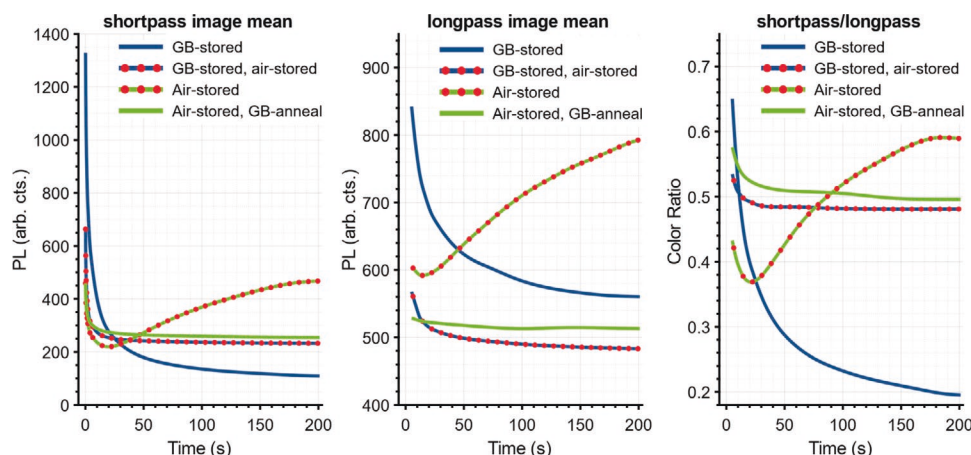 shortpass image mean
1400
1200
1000
800
600
400
200
0
PL (arb. cts.)
GB-stored
GB-stored, air-stored
Air-stored
Air-stored, GB-anneal
0 50 100 150 200
Time (s)
longpass image mean
900
800
700
600
500
400
PL (arb. cts.)
GB-stored
GB-stored, air-stored
Air-stored
Air-stored, GB-anneal
0 50 100 150 200
Time (s)
shortpass/longpass
0.7
0.6
0.5
0.4
0.3
0.2
Color Ratio
GB-stored
GB-stored, air-stored
Air-stored
Air-stored, GB-anneal
0 50 100 150 200
Time (s)